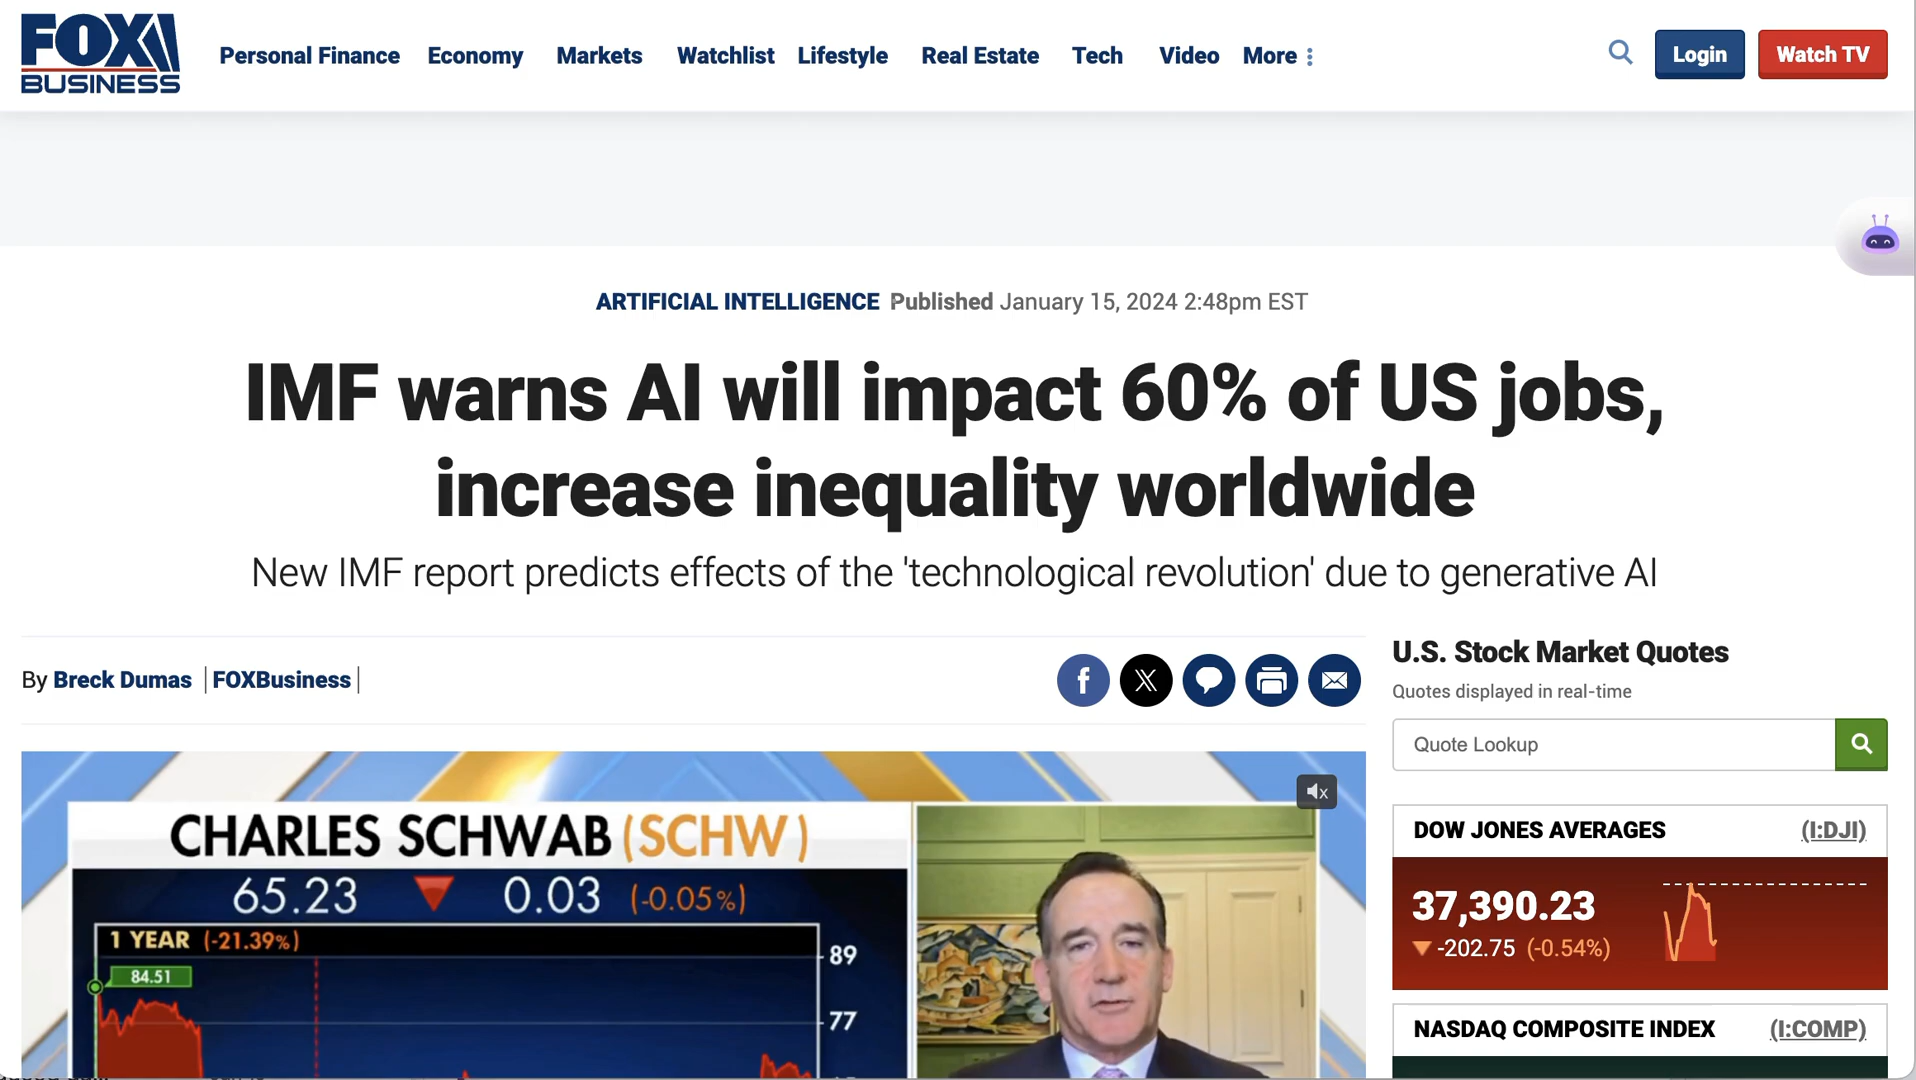 FOX
BUSINESS
Personal Finance Economy Markets Watchlist Lifestyle Real Estate Tech Video More
Login
Watch TV
ARTIFICIAL INTELLIGENCE Published January 15, 2024 2:48pm EST
IMF warns AI will impact 60% of US jobs,
increase inequality worldwide
New IMF report predicts effects of the 'technological revolution' due to generative AI
By Breck Dumas FOXBusiness
CHARLES SCHWAB (SCHW)
65.23 0.03 (-0.05%)
1 YEAR (-21.39%)
84.51
89
77
U.S. Stock Market Quotes
Quotes displayed in real-time
Quote Lookup
DOW JONES AVERAGES (I:DJI)
37,390.23
-202.75 (-0.54%)
NASDAQ COMPOSITE INDEX (I:COMP)